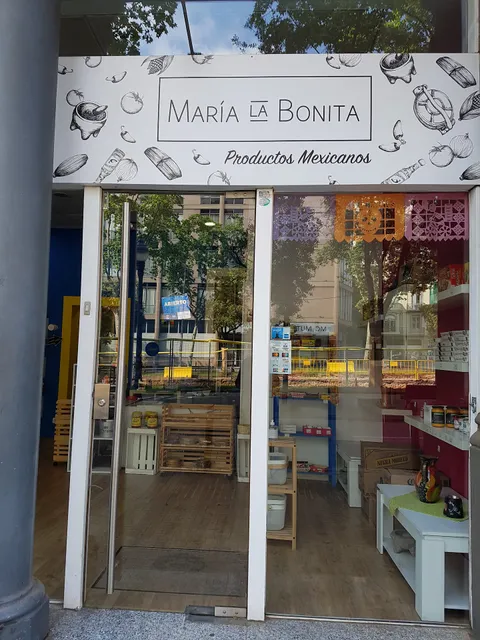 MARÍA LA BONITA
Productos Mexicanos
ABIERTO